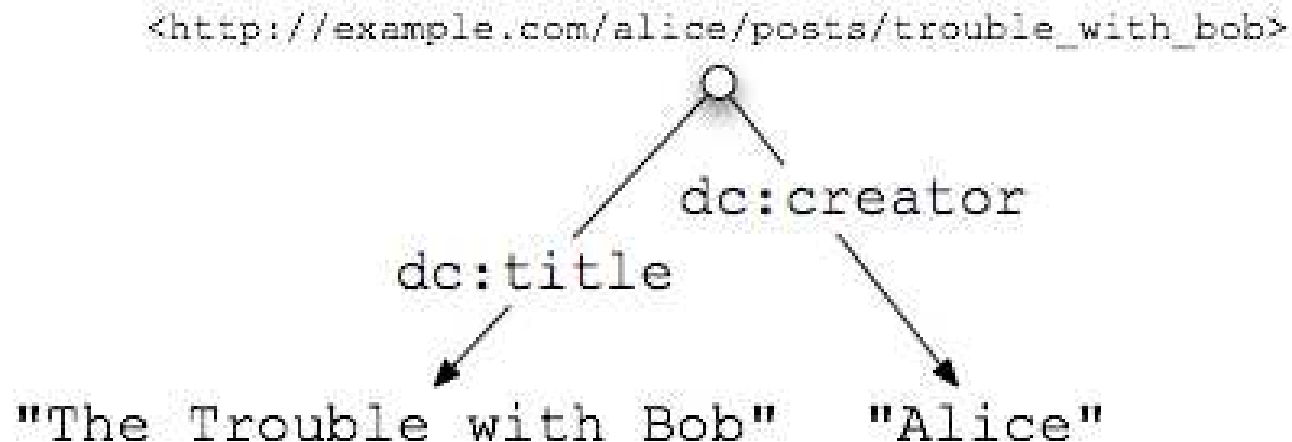 <http://example.com/alice/posts/trouble_with_bob>
dc:creator
dc:title
"The Trouble with Bob" "Alice"